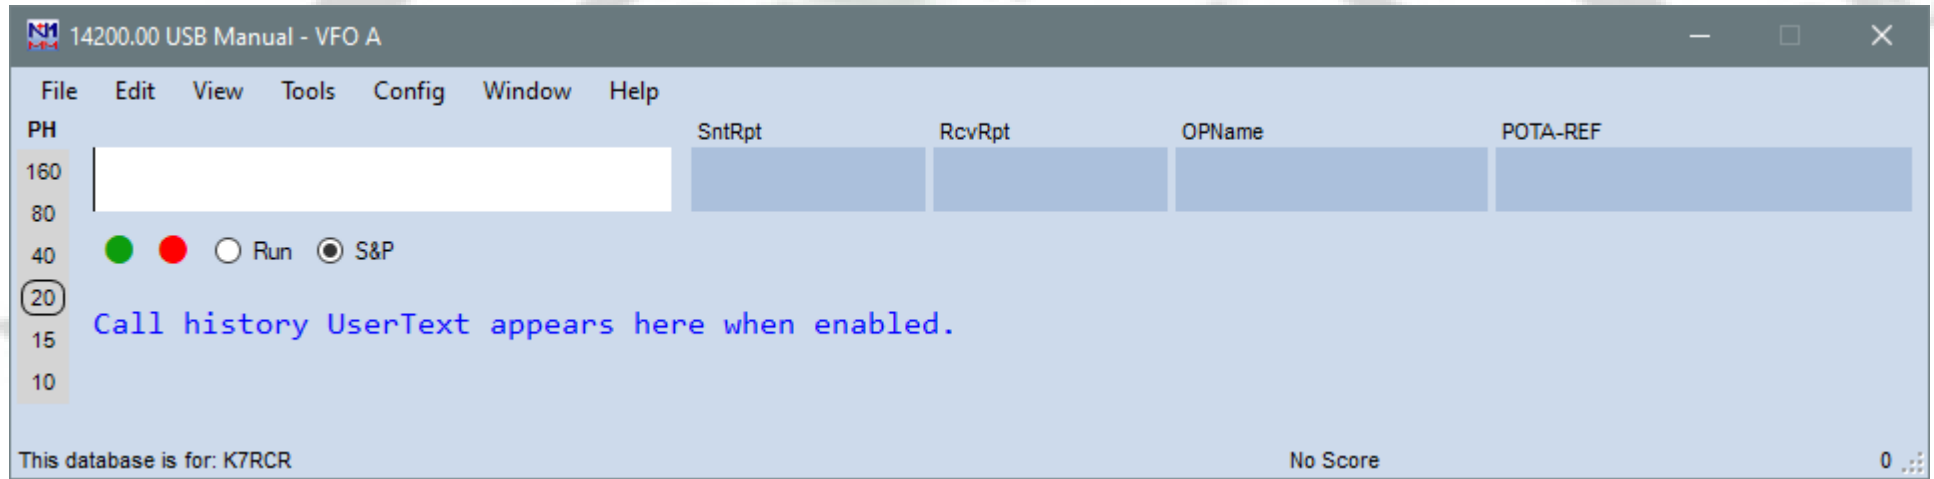 N1 MM 14200.00 USB Manual - VFO A
File Edit View Tools Config Window Help
PH SntRpt RcvRpt OPName POTA-REF
160
80
40 Run S&P
20
Call history UserText appears here when enabled.
15
10
This database is for: K7RCR No Score 0